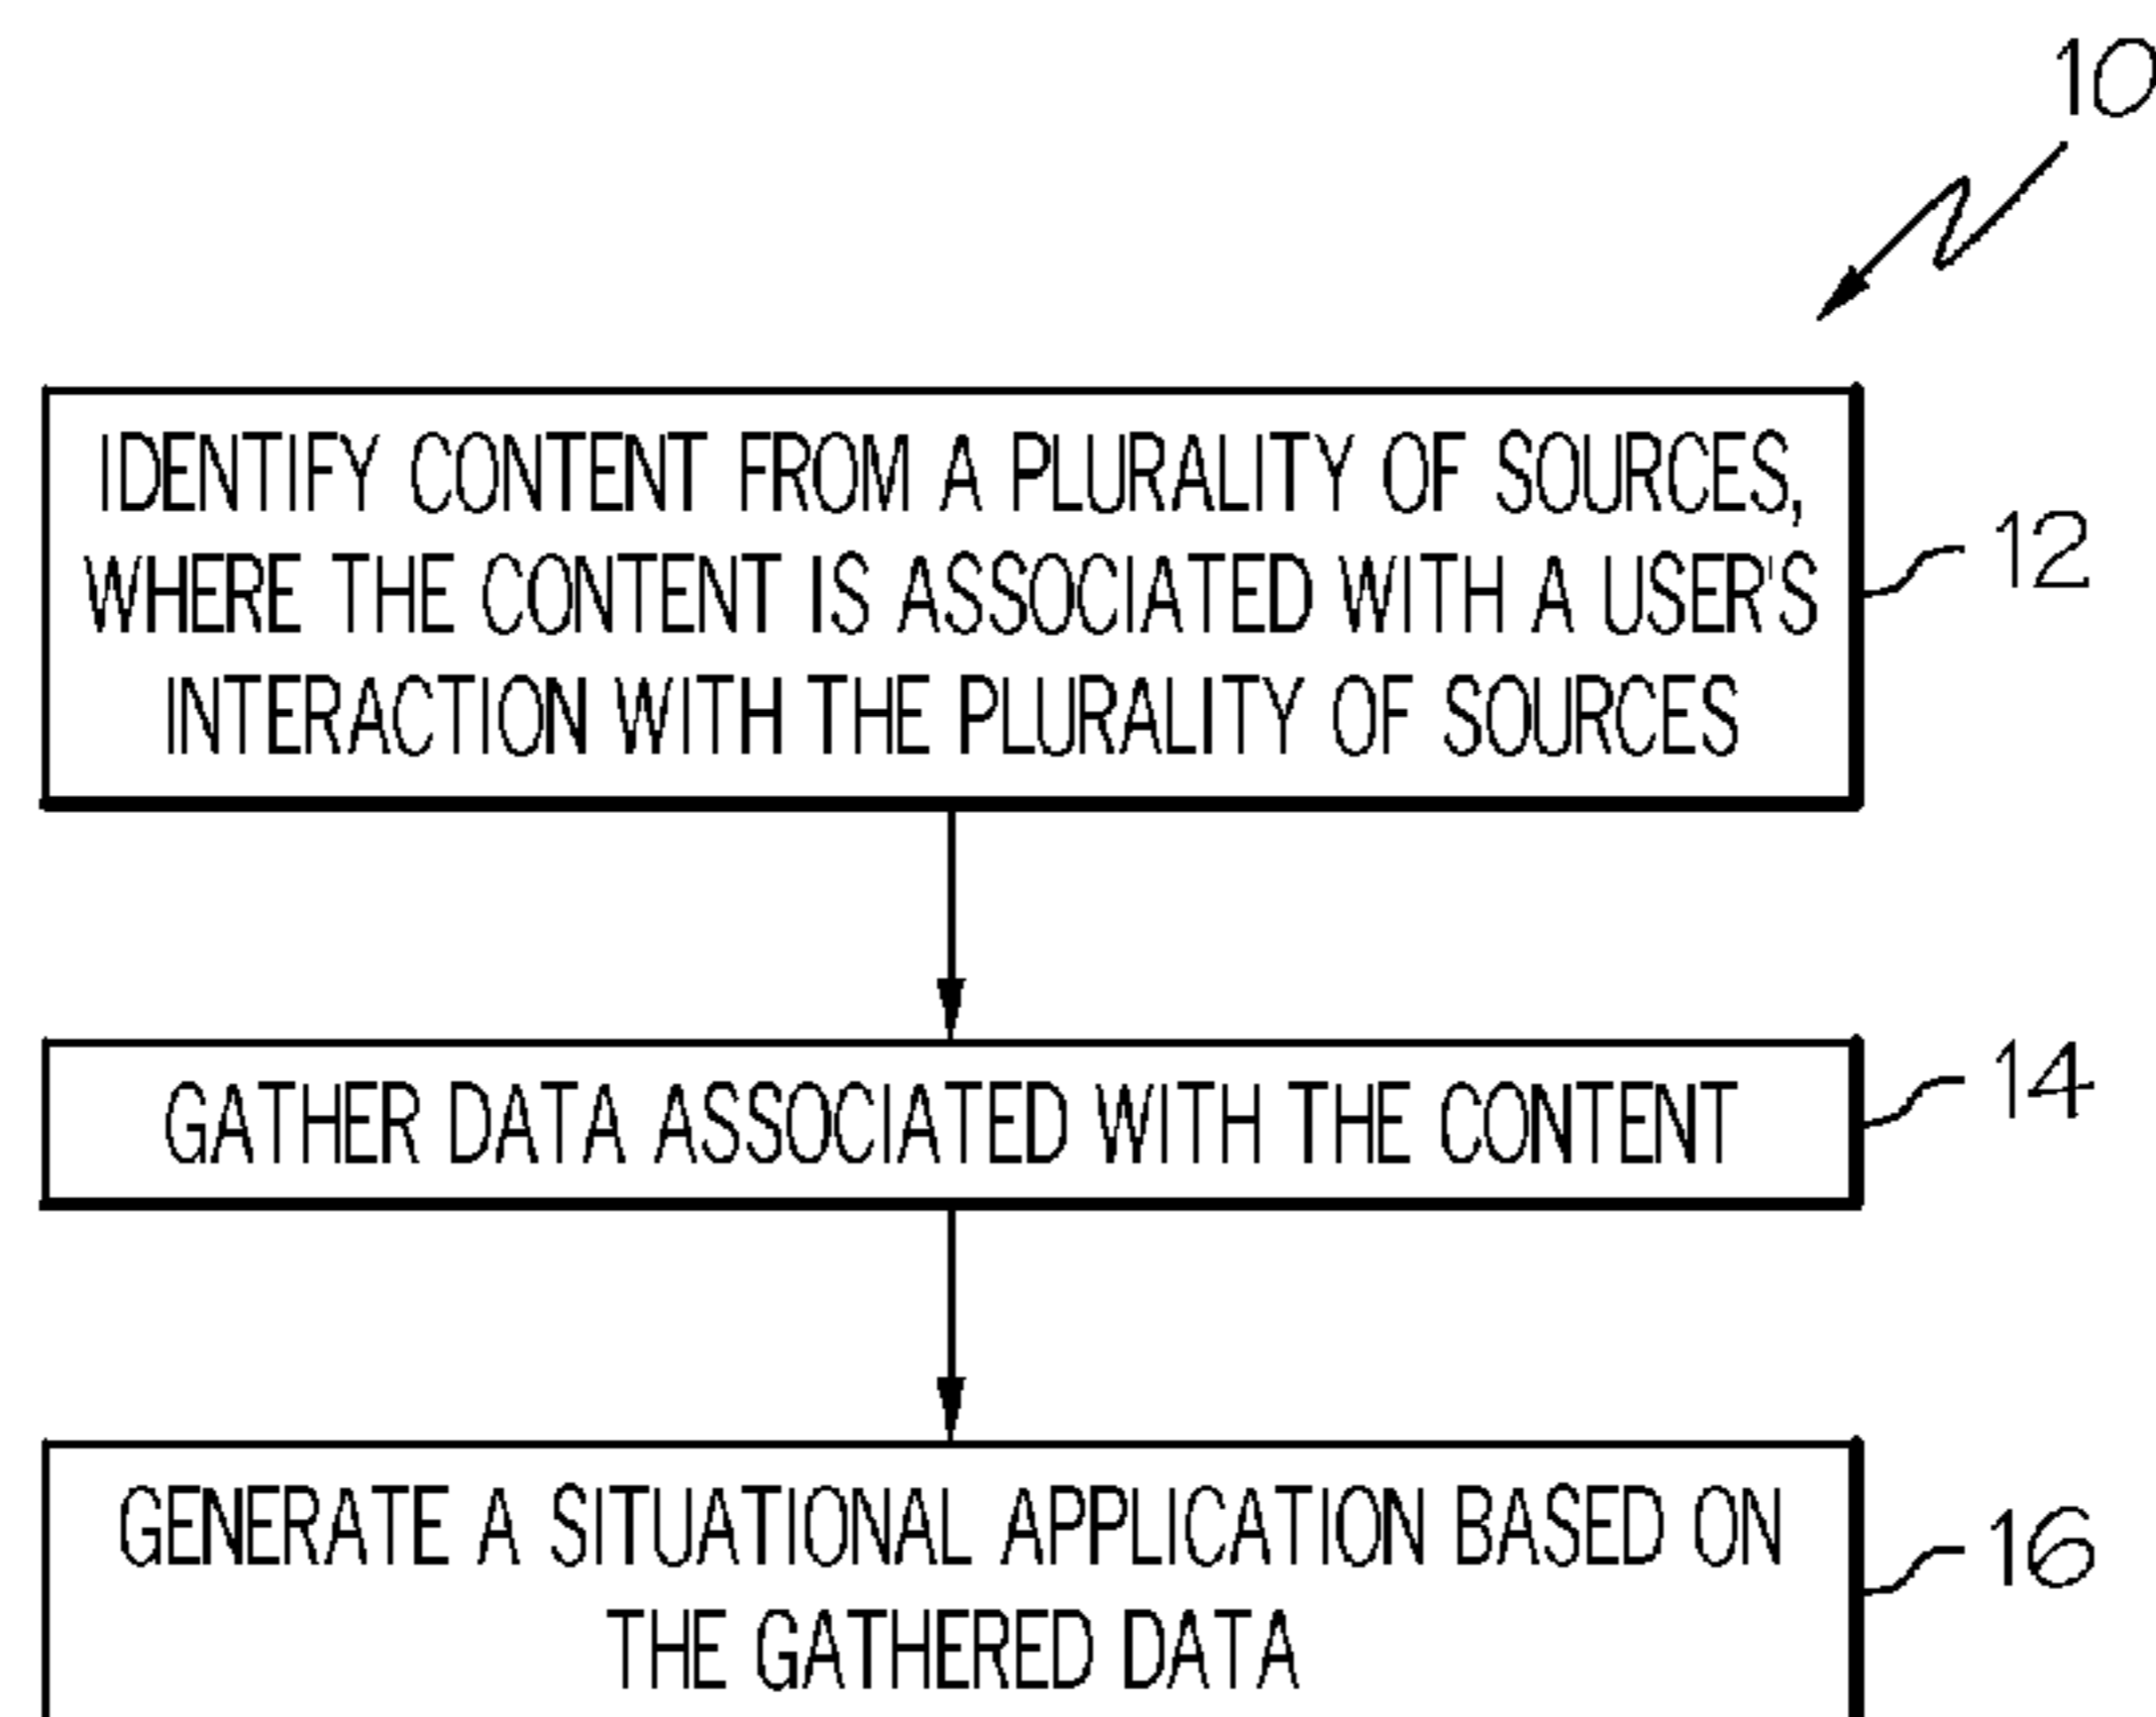 10
IDENTIFY CONTENT FROM A PLURALITY OF SOURCES,
WHERE THE CONTENT IS ASSOCIATED WITH A USER'S
INTERACTION WITH THE PLURALITY OF SOURCES
12
GATHER DATA ASSOCIATED WITH THE CONTENT
14
GENERATE A SITUATIONAL APPLICATION BASED ON
THE GATHERED DATA
16